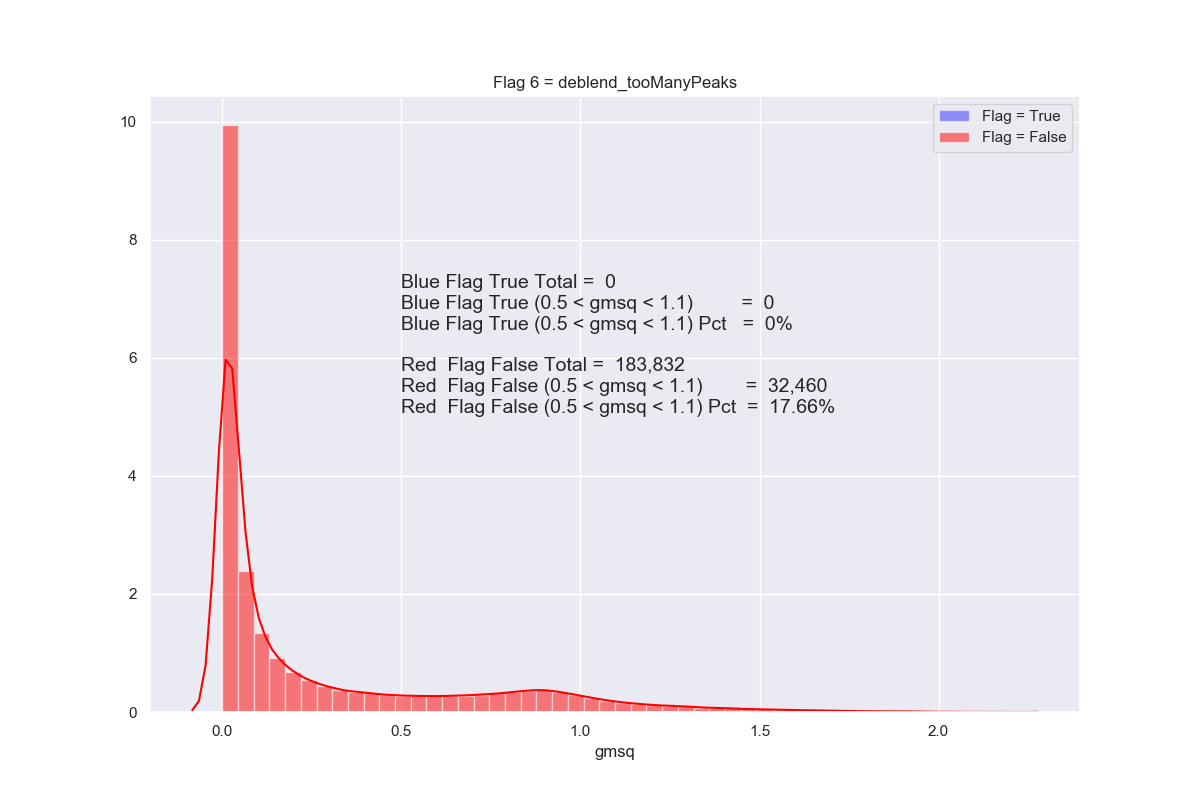 Flag 6 = deblend_tooManyPeaks
10
8
6
4
2
0
Flag = True
Flag = False
Blue Flag True Total =  0
Blue Flag True (0.5 < gmsq < 1.1)         =  0
Blue Flag True (0.5 < gmsq < 1.1) Pct   =  0%
Red  Flag False Total =  183,832
Red  Flag False (0.5 < gmsq < 1.1)        =  32,460
Red  Flag False (0.5 < gmsq < 1.1) Pct  =  17.66%
0.0 0.5 1.0 1.5 2.0
gmsq